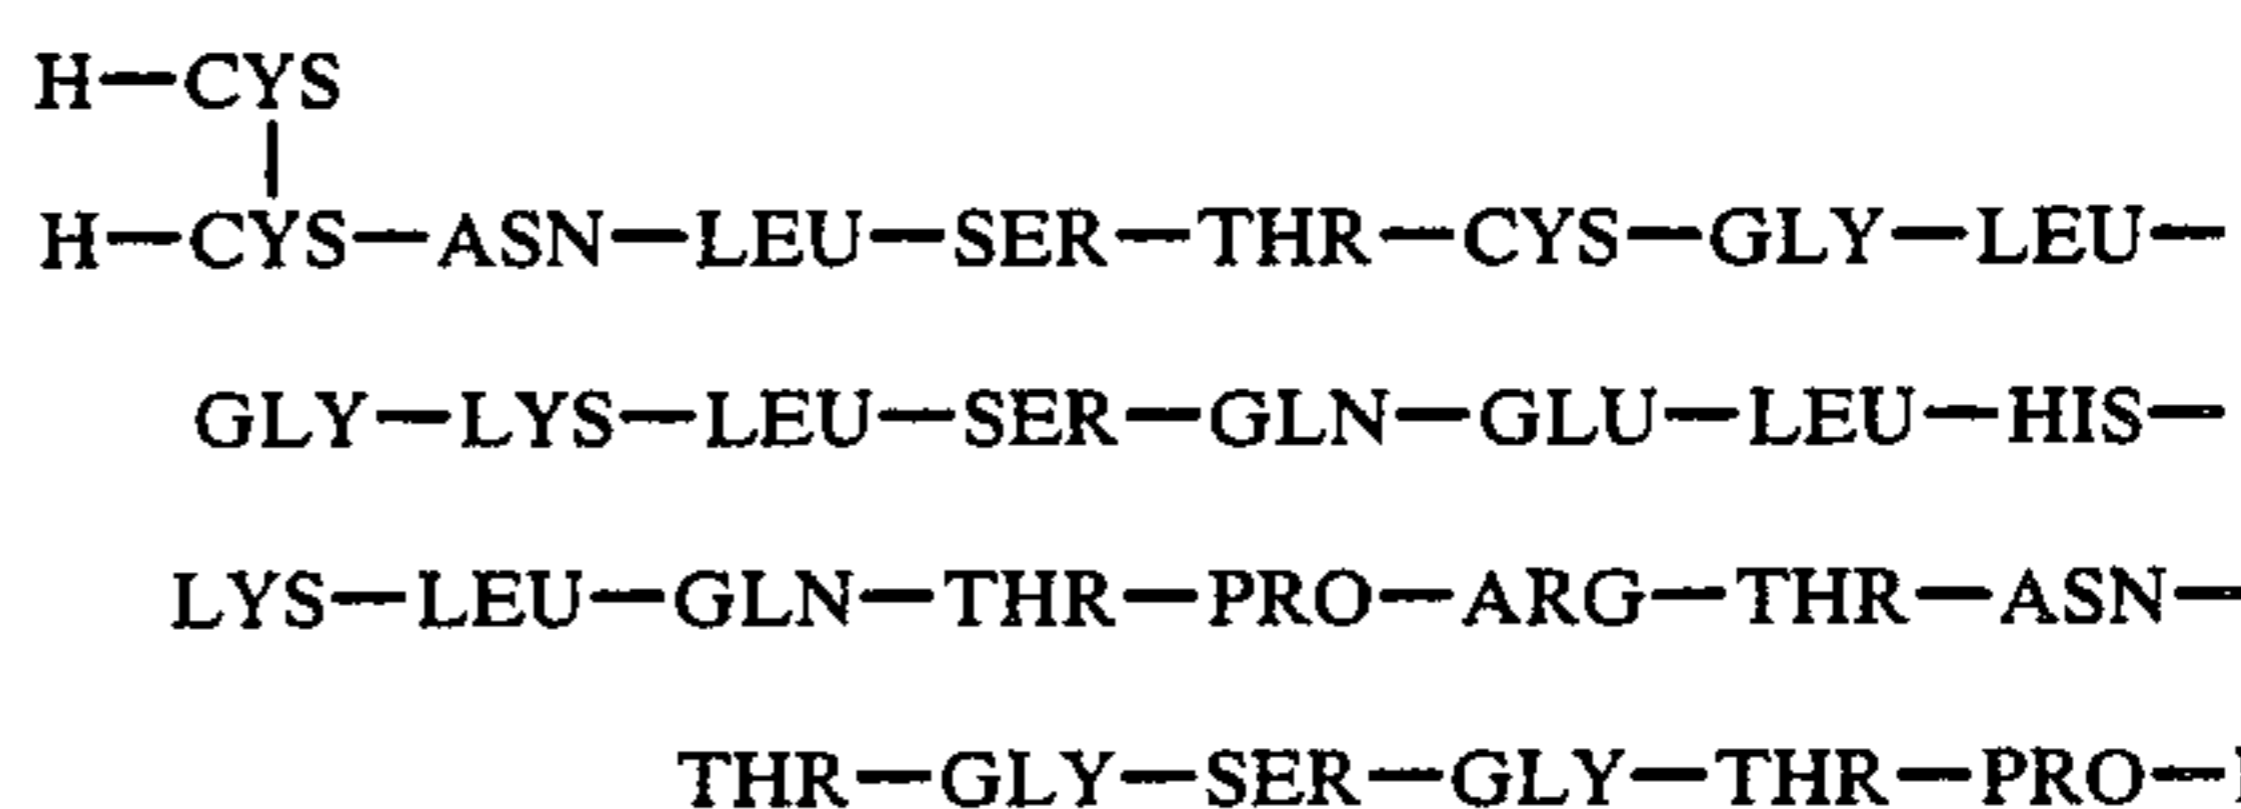 H—CYS
H—CYS—ASN—LEU—SER—THR—CYS—GLY—LEU—
GLY—LYS—LEU—SER—GLN—GLU—LEU—HIS—
LYS—LEU—GLN—THR—PRO—ARG—THR—ASN—
THR—GLY—SER—GLY—THR—PRO—